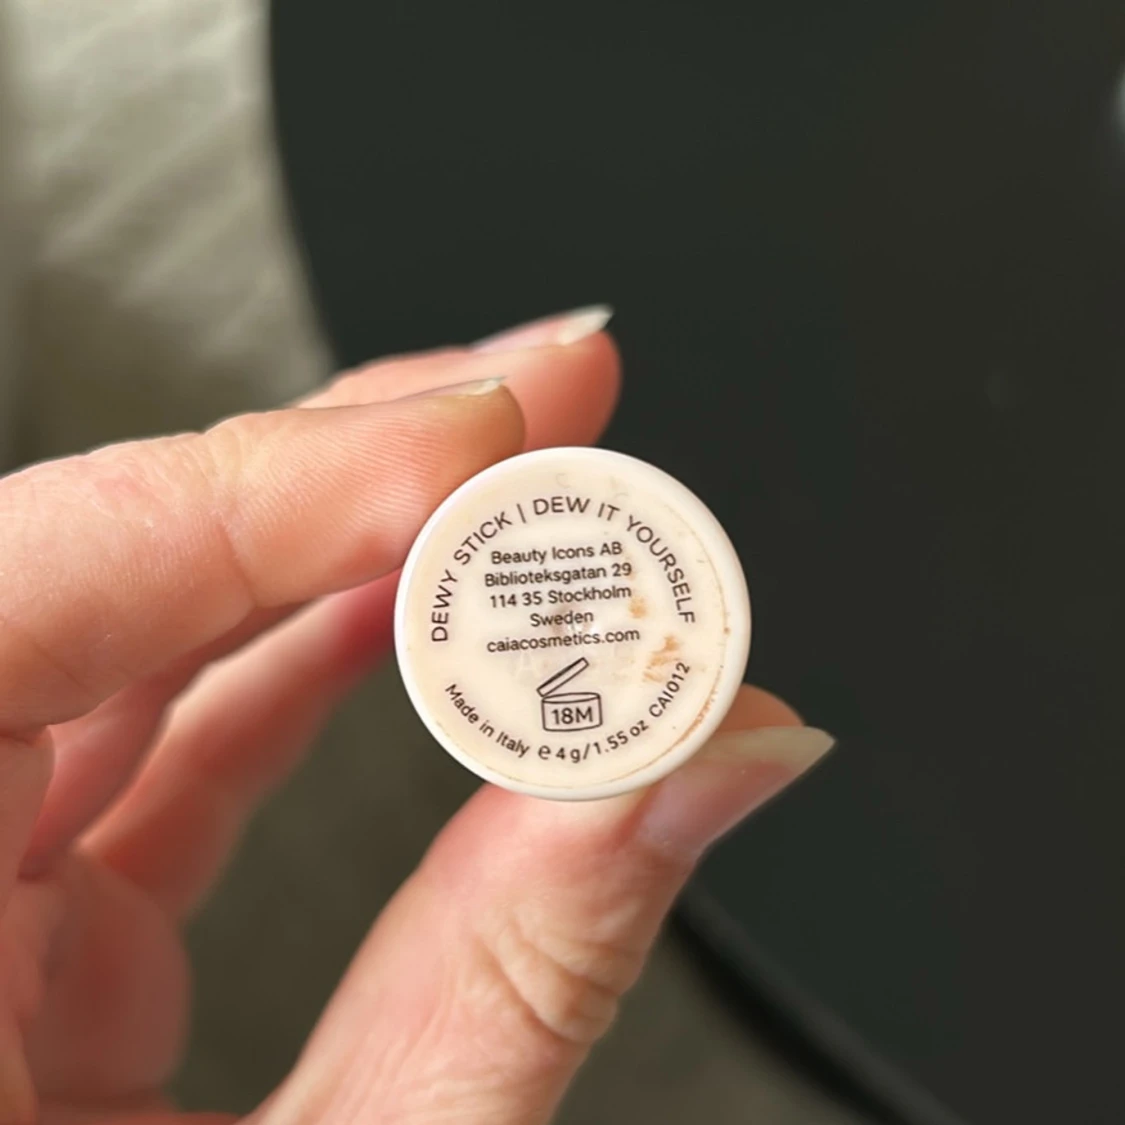 DEWY STICK | DEW IT YOURSELF
Beauty Icons AB
Biblioteksgatan 29
114 35 Stockholm
Sweden
caiacosmetics.com
18M
Made in Italy ℮ 4 g/1.55 oz CAI012